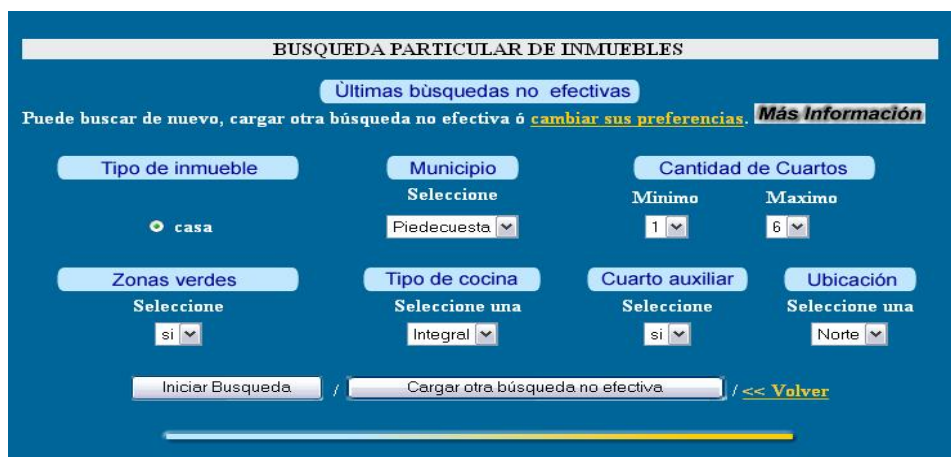 BUSQUEDA PARTICULAR DE INMUEBLES
Ùltimas bùsquedas no efectivas
Puede buscar de nuevo, cargar otra búsqueda no efectiva ó cambiar sus preferencias. Más Información
Tipo de inmueble Municipio Cantidad de Cuartos
Seleccione Minimo Maximo
casa Piedecuesta 1 6
Zonas verdes Tipo de cocina Cuarto auxiliar Ubicación
Seleccione Seleccione una Seleccione Seleccione una
si Integral si Norte
Iniciar Busqueda / Cargar otra búsqueda no efectiva / << Volver